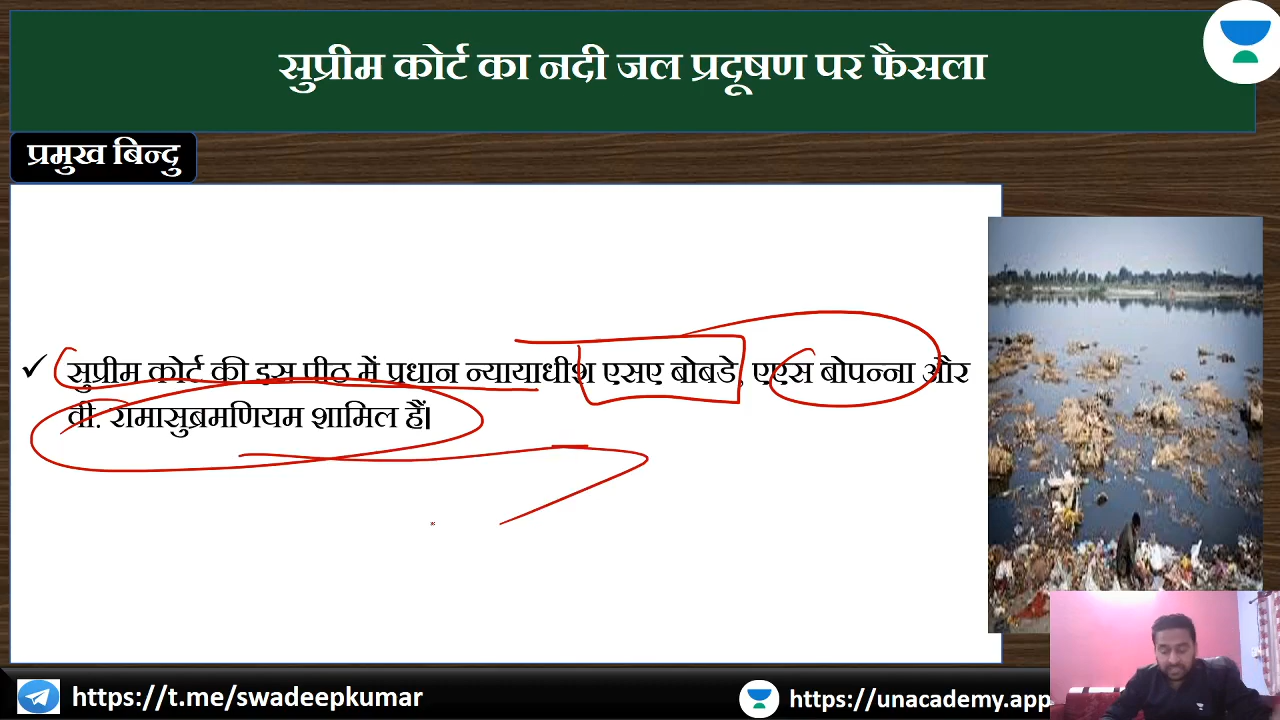 सुप्रीम कोर्ट का नदी जल प्रदूषण पर फैसला
प्रमुख बिन्दु
सुप्रीम कोर्ट की इस पीठ में प्रधान न्यायाधीश एसए बोबडे, एएस बोपन्ना और
वी. रामासुब्रमणियम शामिल हैं।
https://t.me/swadeepkumar
https://unacademy.app